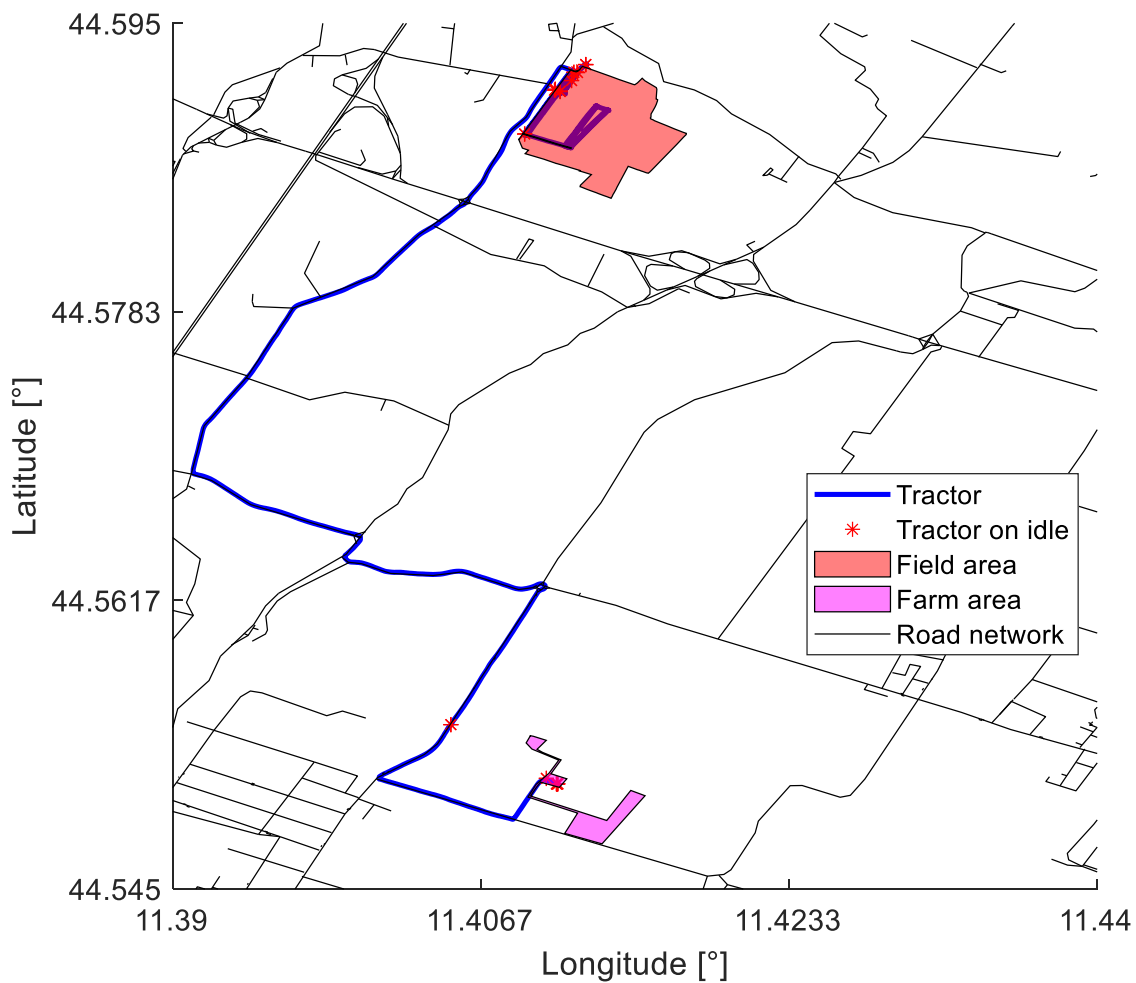 44.595
44.5783
44.5617
44.545
11.39
11.4067
11.4233
11.44
Longitude [°]
Latitude [°]
Tractor
Tractor on idle
Field area
Farm area
Road network